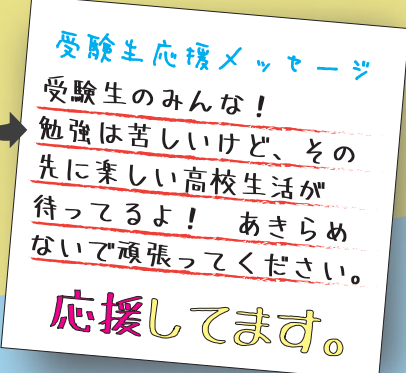 受験生応援メッセージ
受験生のみんな！
勉強は苦しいけど、その
先に楽しい高校生活が
待ってるよ！　あきらめ
ないで頑張ってください。
応援してます。